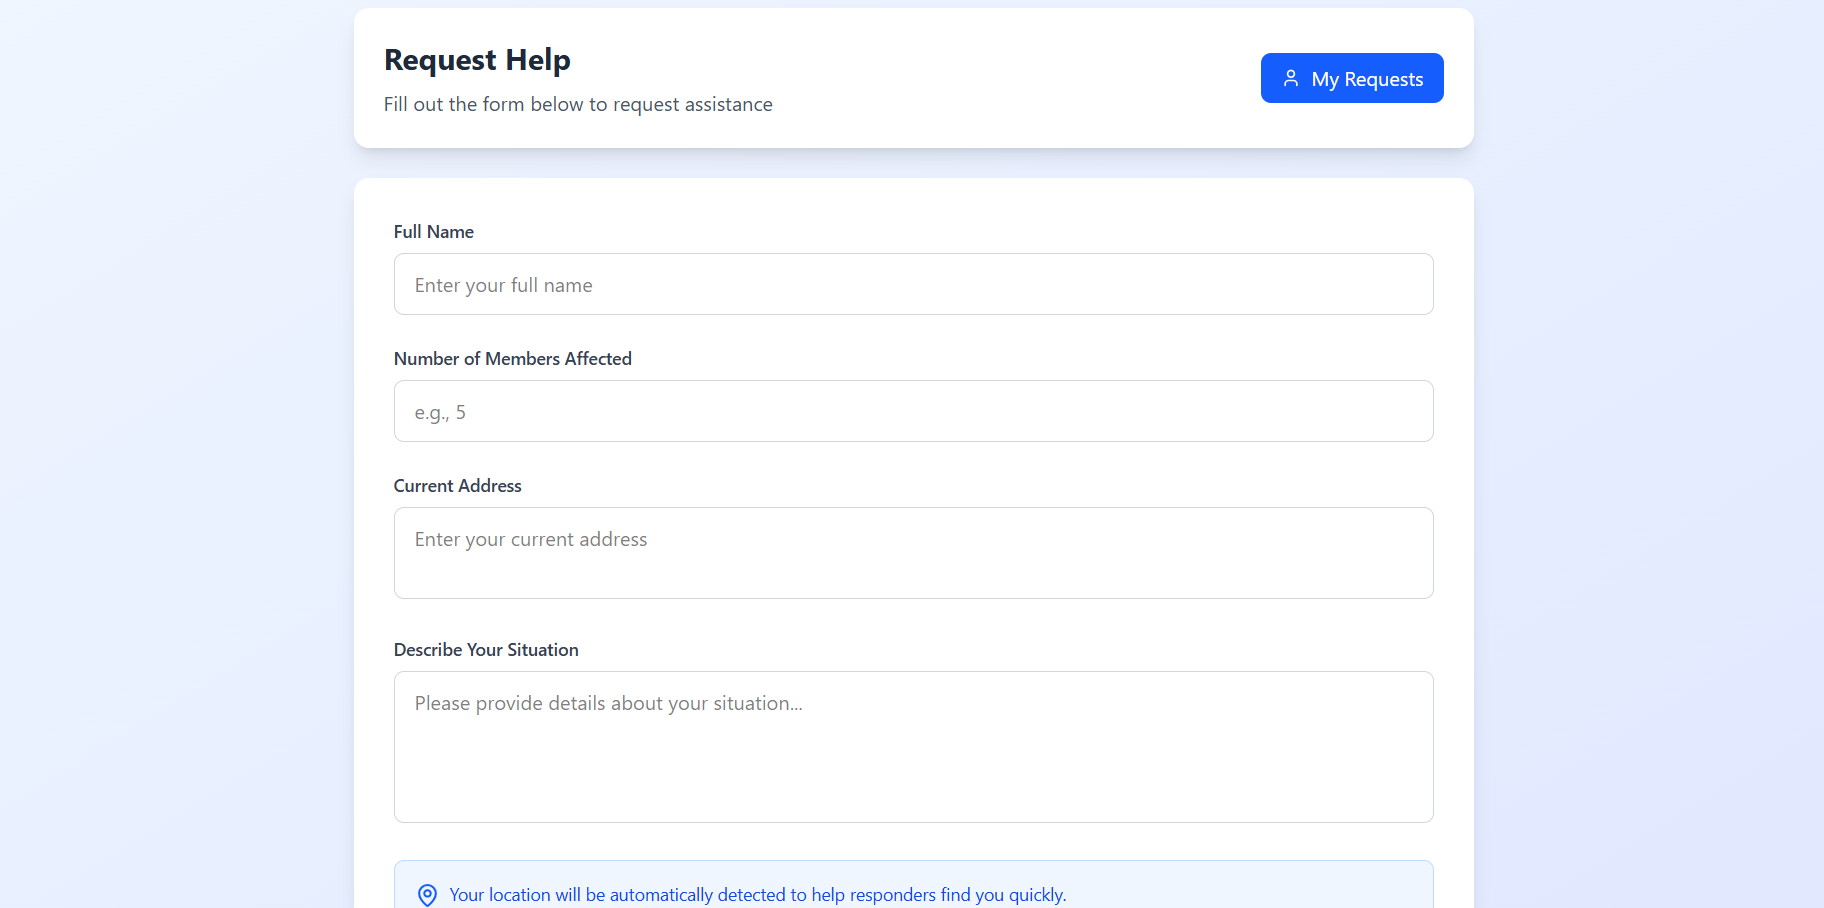 Request Help
Fill out the form below to request assistance
My Requests
Full Name
Enter your full name
Number of Members Affected
e.g., 5
Current Address
Enter your current address
Describe Your Situation
Please provide details about your situation...
Your location will be automatically detected to help responders find you quickly.